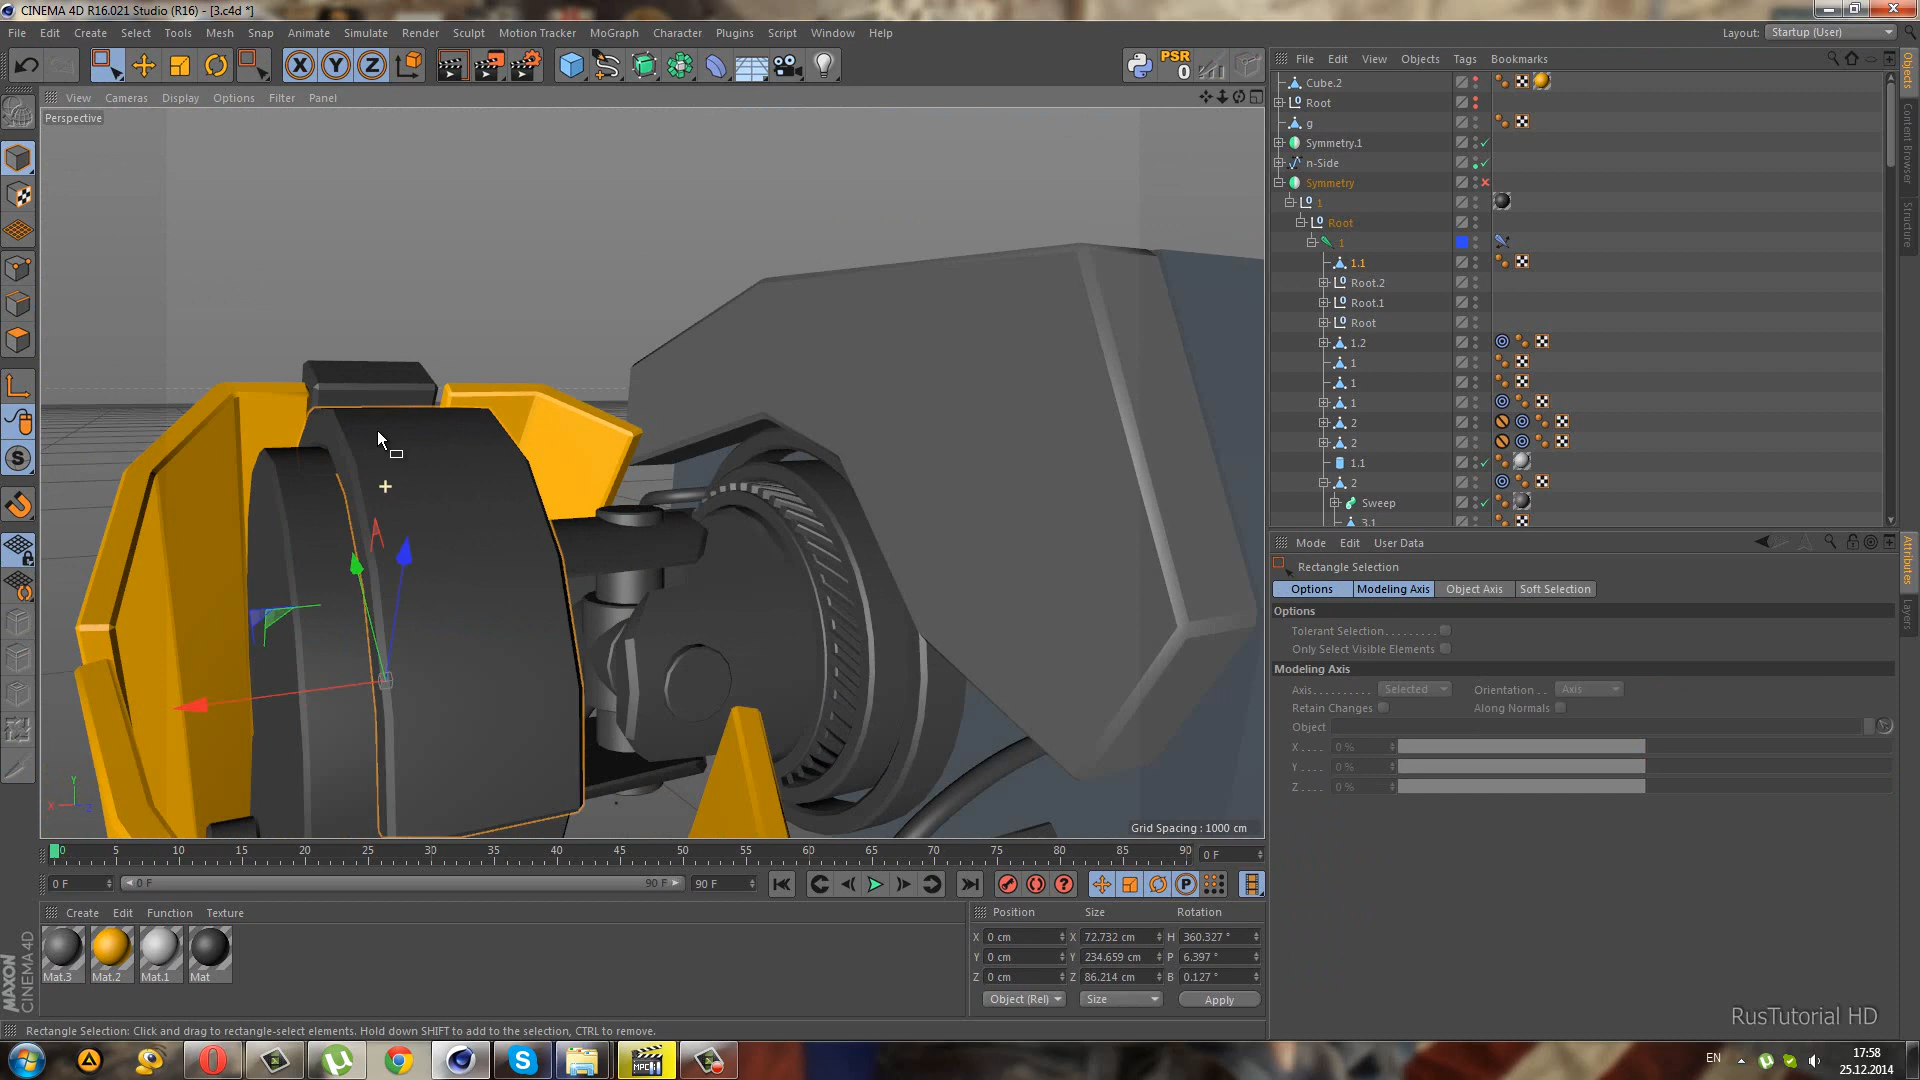 CINEMA 4D R16.021 Studio (R16) - [3.c4d *]
File Edit Create Select Tools Mesh Snap Animate Simulate Render Sculpt Motion Tracker MoGraph Character Plugins Script Window Help
Layout: Startup (User)
X Y Z
PSR
0
File Edit View Objects Tags Bookmarks
View Cameras Display Options Filter Panel
Perspective
Cube.2
Root
g
Symmetry.1
n-Side
Symmetry
1
Root
1
1.1
Root.2
Root.1
Root
1.2
1
1
1
2
2
1.1
2
Sweep
3.1
Objects
Content Browser
Structure
Mode Edit User Data
Rectangle Selection
Options Modeling Axis Object Axis Soft Selection
Options
Tolerant Selection
Only Select Visible Elements
Modeling Axis
Axis Selected Orientation Axis
Retain Changes Along Normals
Object
X 0 %
Y 0 %
Z 0 %
Attributes
Layers
Y
X Z
Grid Spacing : 1000 cm
0 5 10 15 20 25 30 35 40 45 50 55 60 65 70 75 80 85 90 0 F
0 F 0 F 90 F 90 F
Create Edit Function Texture
Mat.3 Mat.2 Mat.1 Mat
Position Size Rotation
X 0 cm X 72.732 cm H 360.327 °
Y 0 cm Y 234.659 cm P 6.397 °
Z 0 cm Z 86.214 cm B 0.127 °
Object (Rel) Size Apply
MAXON
CINEMA 4D
RusTutorial HD
Rectangle Selection: Click and drag to rectangle-select elements. Hold down SHIFT to add to the selection, CTRL to remove.
EN
17:58
25.12.2014